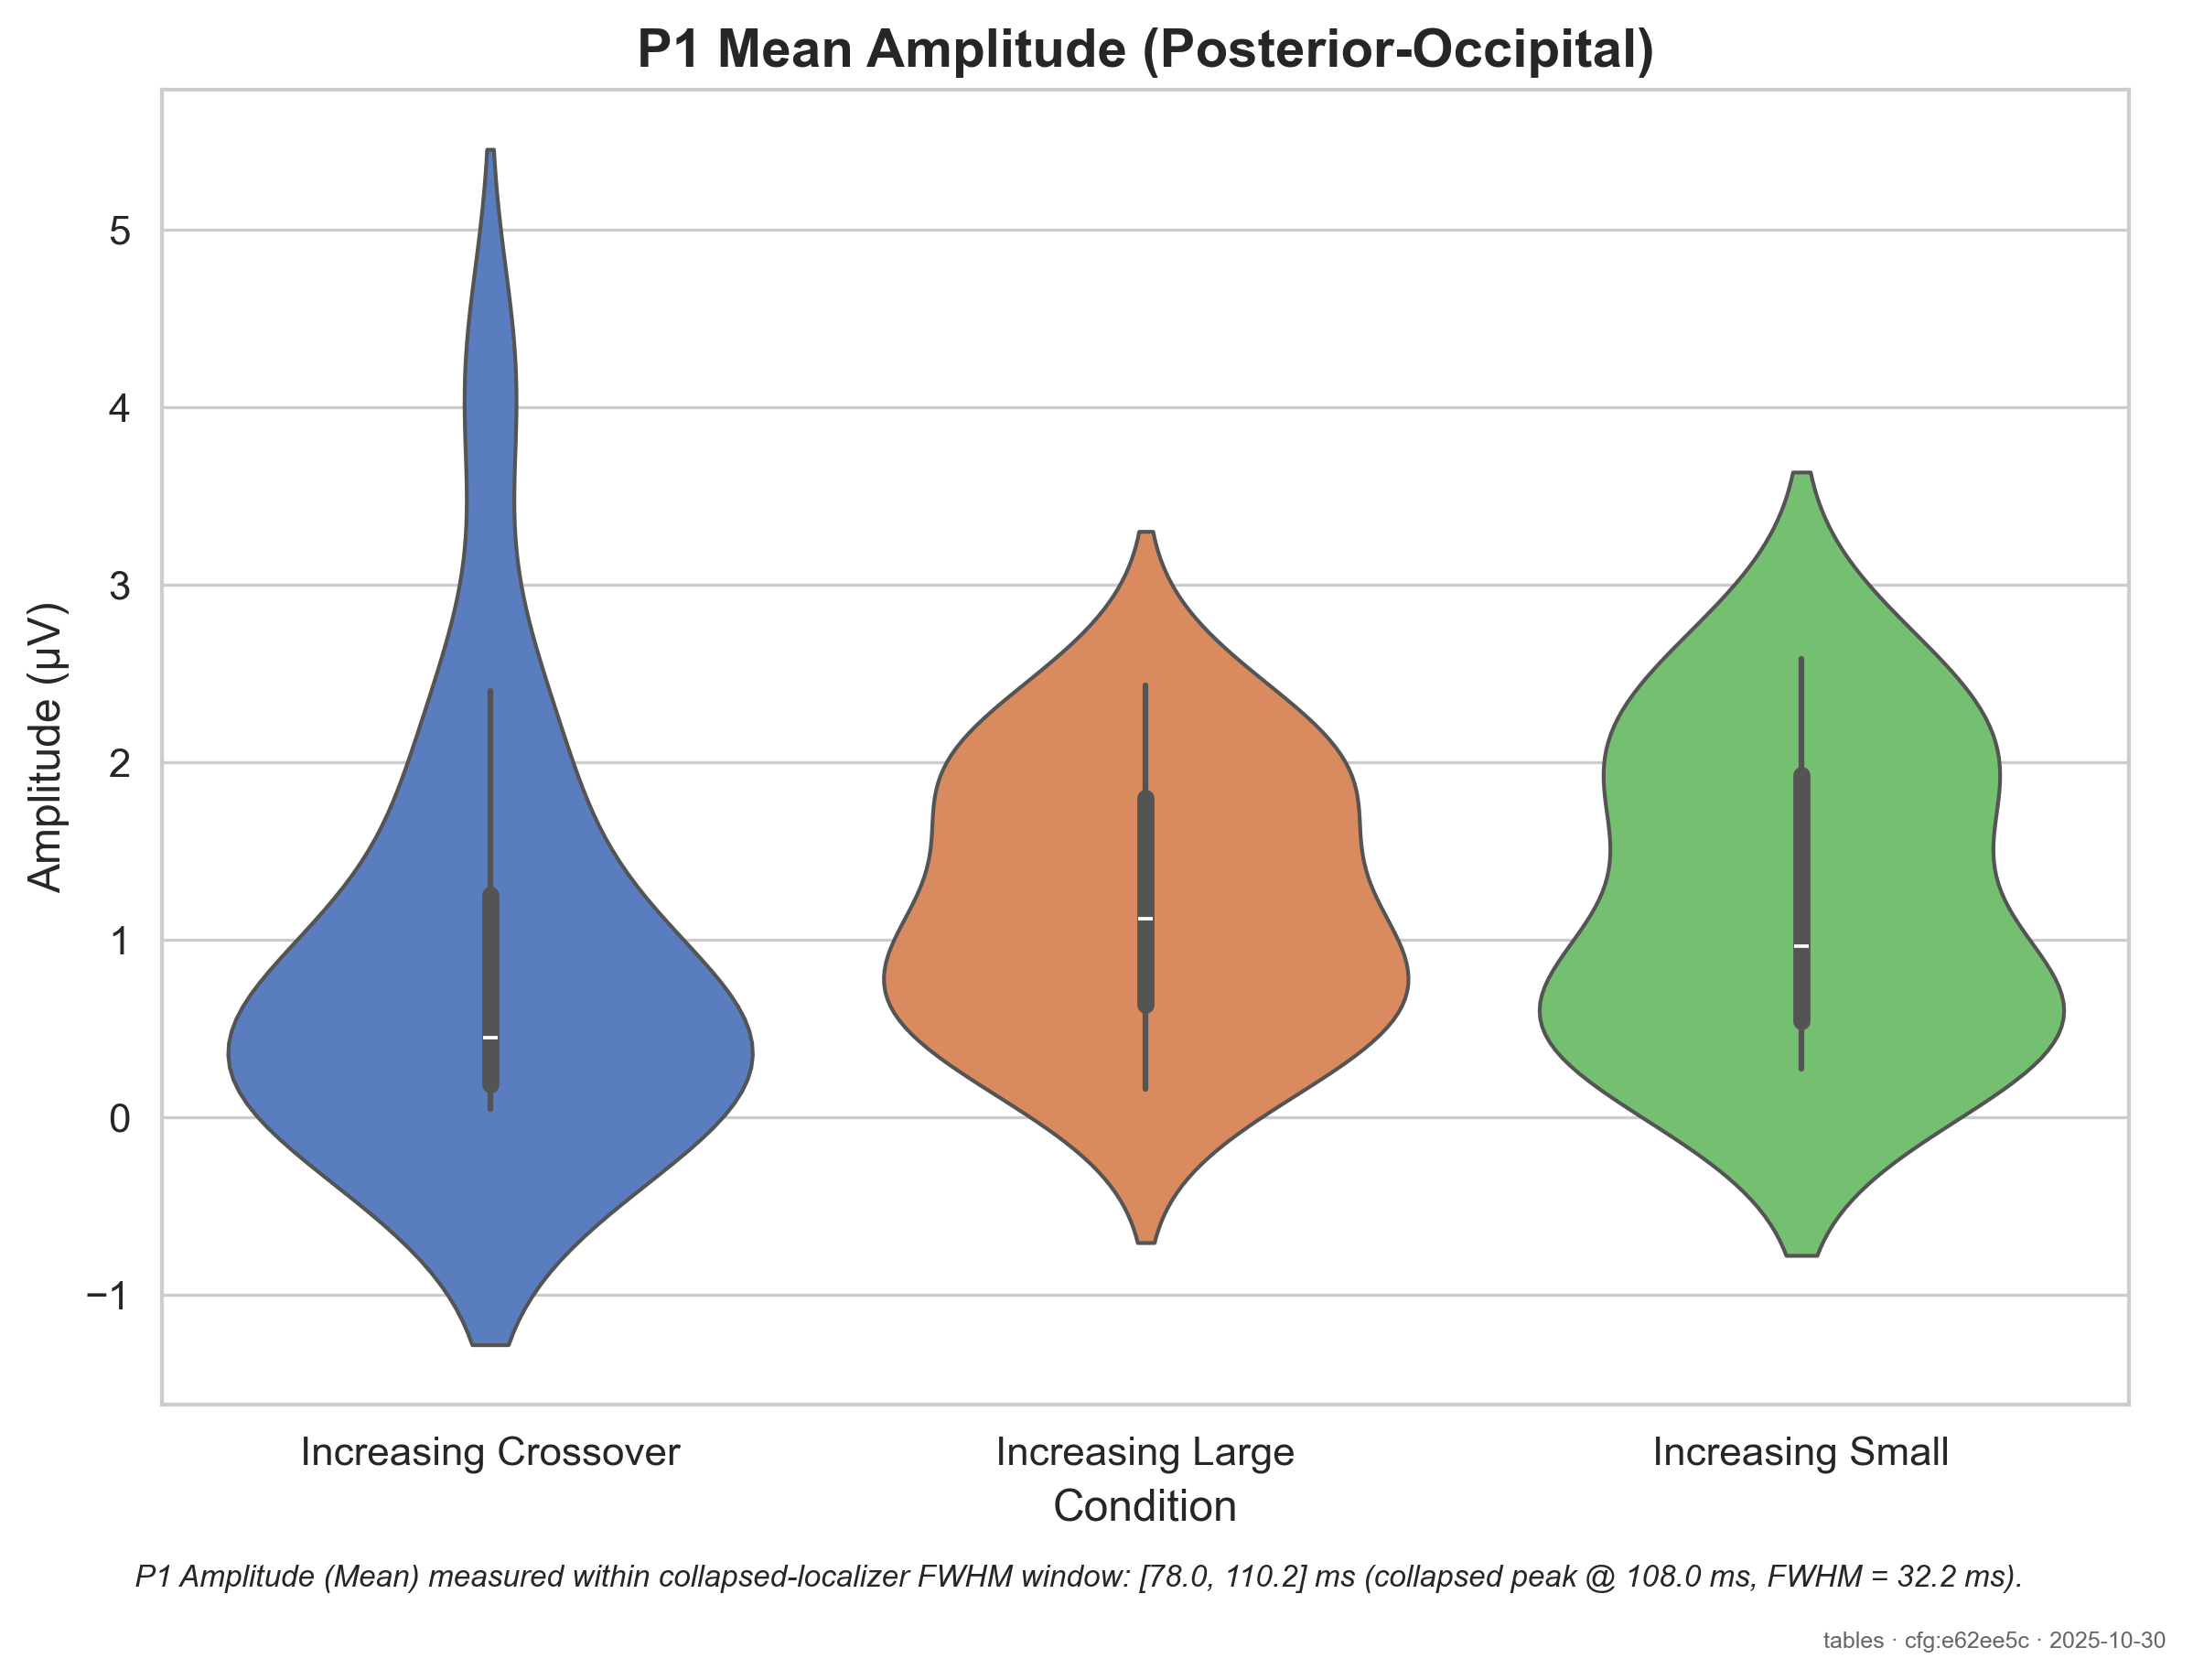 P1 Mean Amplitude (Posterior-Occipital)
Amplitude (µV)
5
4
3
2
1
0
−1
Increasing Crossover
Increasing Large
Increasing Small
Condition
P1 Amplitude (Mean) measured within collapsed-localizer FWHM window: [78.0, 110.2] ms (collapsed peak @ 108.0 ms, FWHM = 32.2 ms).
tables · cfg:e62ee5c · 2025-10-30